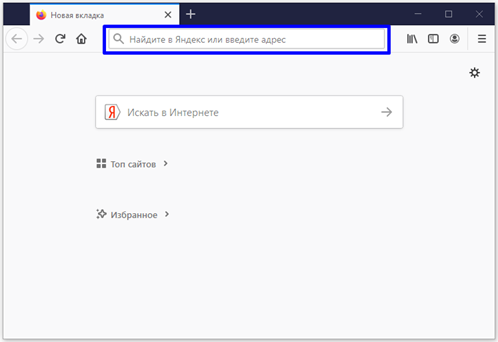 Новая вкладка
Найдите в Яндекс или введите адрес
Я Искать в Интернете
Топ сайтов
Избранное